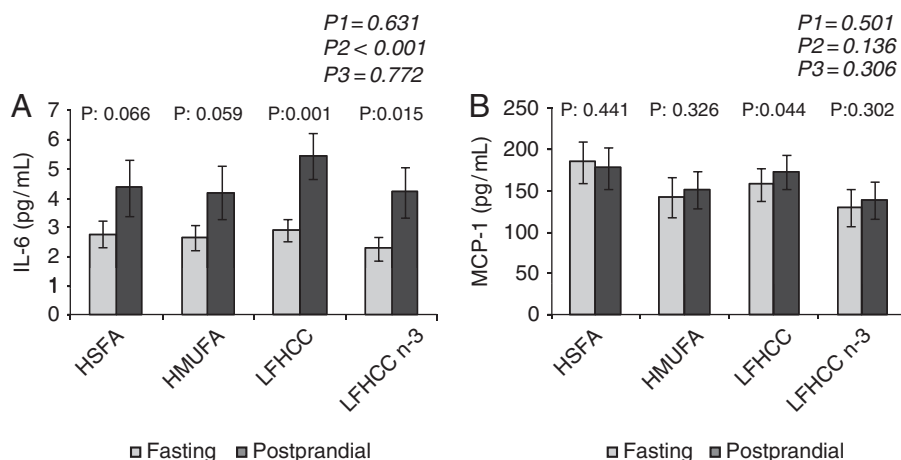 P1=0.631
P2<0.001
P3=0.772
A
P: 0.066 P: 0.059 P:0.001 P:0.015
7
6
5
4
3
2
1
0
IL-6 (pg/mL)
HSFA
HMUFA
LFHCC
LFHCC n-3
Fasting Postprandial
P1=0.501
P2=0.136
P3=0.306
B
P: 0.441 P: 0.326 P:0.044 P:0.302
250
200
150
100
50
0
MCP-1 (pg/mL)
HSFA
HMUFA
LFHCC
LFHCC n-3
Fasting Postprandial